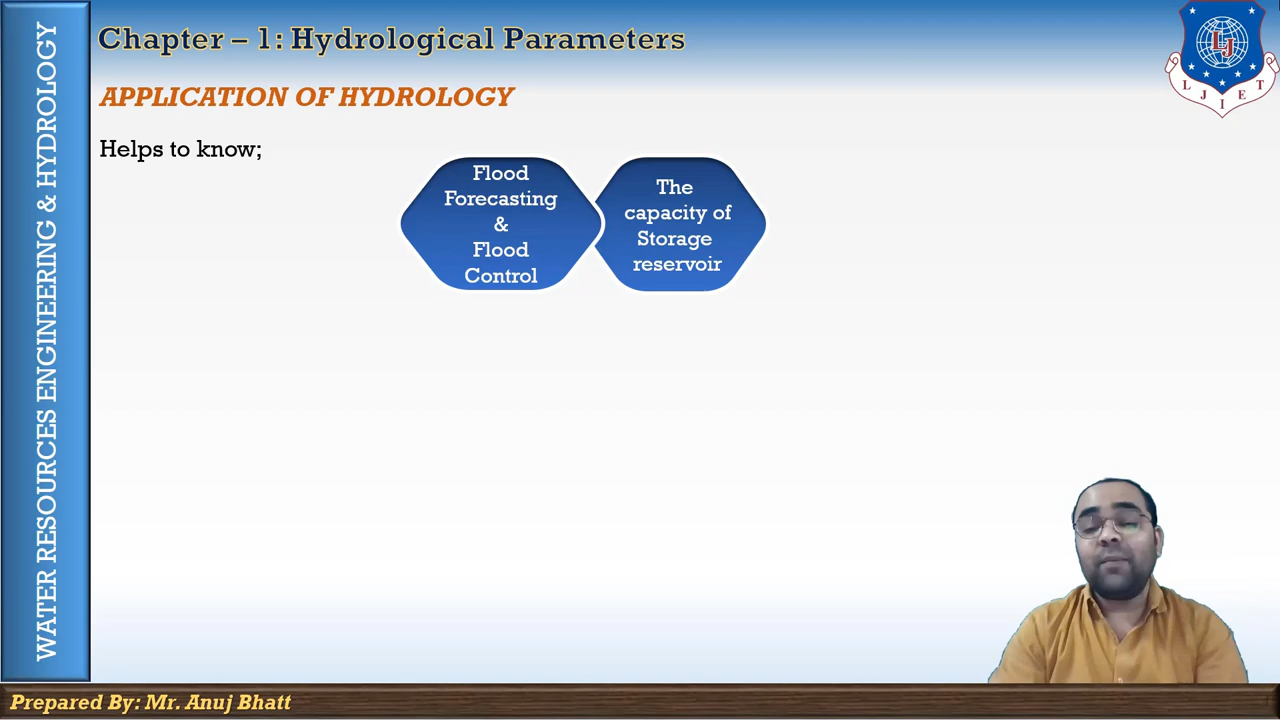 WATER RESOURCES ENGINEERING & HYDROLOGY
Chapter – 1: Hydrological Parameters
LJ
L J I E T
APPLICATION OF HYDROLOGY
Helps to know;
Flood
Forecasting
&
Flood
Control
The
capacity of
Storage
reservoir
Prepared By: Mr. Anuj Bhatt